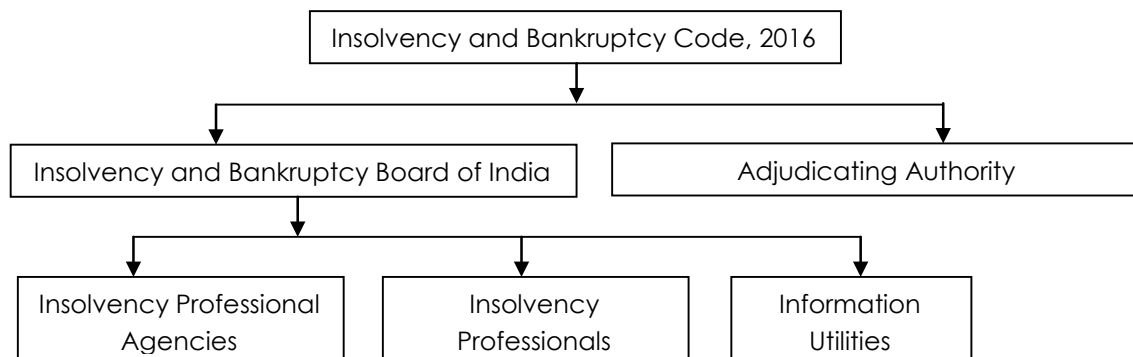 Insolvency and Bankruptcy Code, 2016
Insolvency and Bankruptcy Board of India
Adjudicating Authority
Insolvency Professional
Agencies
Insolvency
Professionals
Information
Utilities